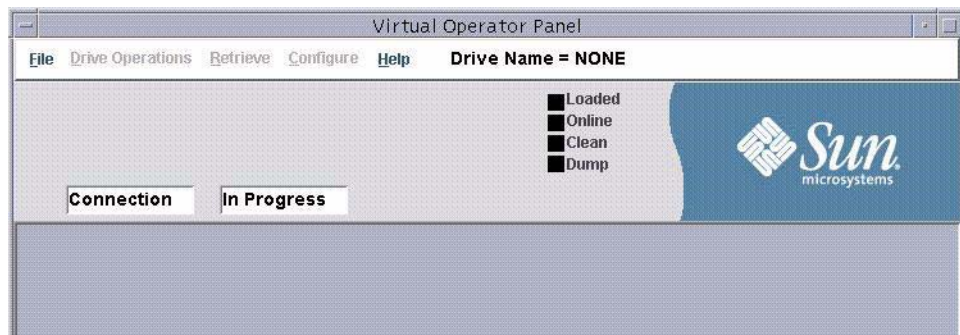 Virtual Operator Panel
File Drive Operations Retrieve Configure Help Drive Name = NONE
Loaded
Online
Clean
Dump
Sun
microsystems
Connection In Progress